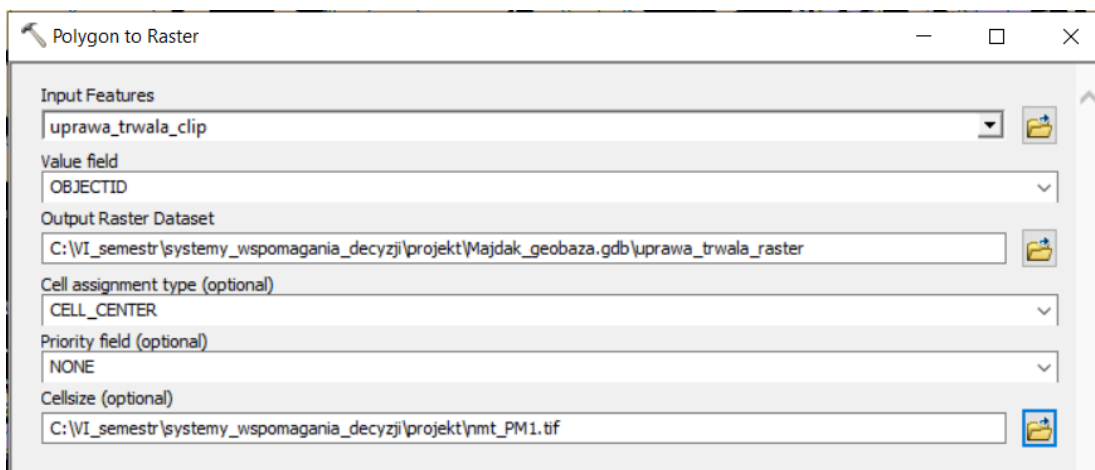 Polygon to Raster
Input Features
uprawa_trwala_clip
Value field
OBJECTID
Output Raster Dataset
C:\VI_semestr\systemy_wspomagania_decyzji\projekt\Majdak_geobaza.gdb\uprawa_trwala_raster
Cell assignment type (optional)
CELL_CENTER
Priority field (optional)
NONE
Cellsize (optional)
C:\VI_semestr\systemy_wspomagania_decyzji\projekt\nmt_PM1.tif